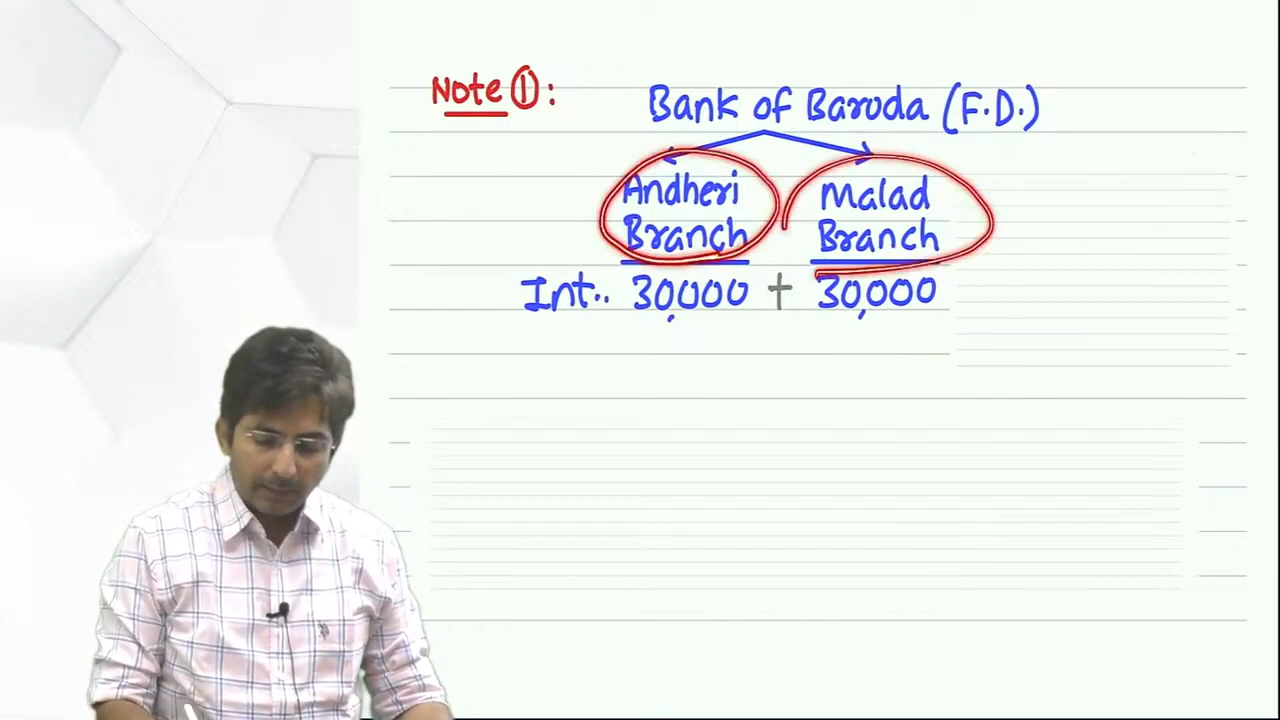 Note ①:
Bank of Baroda (F.D.)
Andheri Branch
Malad Branch
Int.. 30,000 + 30,000